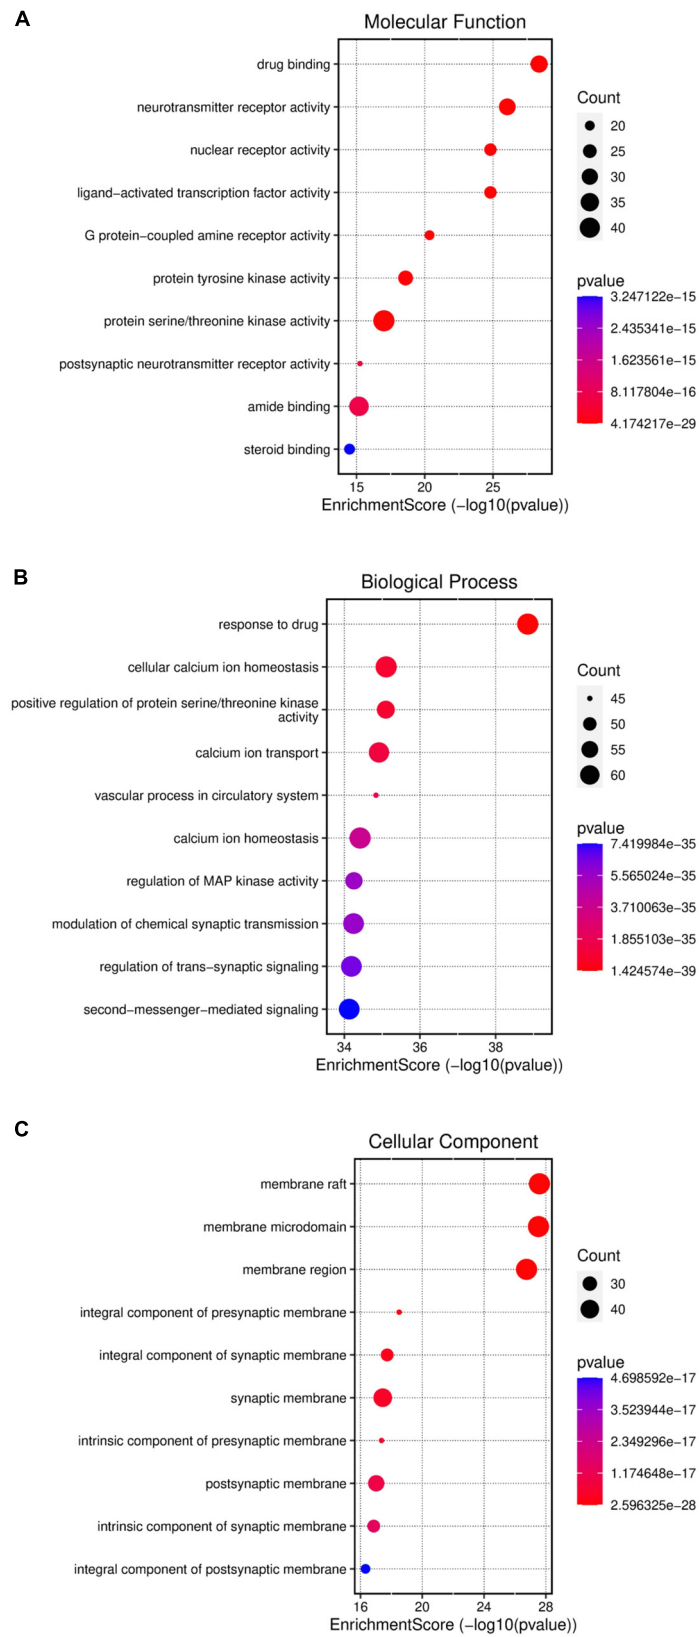 A
Molecular Function
drug binding
neurotransmitter receptor activity
nuclear receptor activity
ligand−activated transcription factor activity
G protein−coupled amine receptor activity
protein tyrosine kinase activity
protein serine/threonine kinase activity
postsynaptic neurotransmitter receptor activity
amide binding
steroid binding
15 20 25
EnrichmentScore (−log10(pvalue))
Count
20
25
30
35
40
pvalue
3.247122e−15
2.435341e−15
1.623561e−15
8.117804e−16
4.174217e−29
B
Biological Process
response to drug
cellular calcium ion homeostasis
positive regulation of protein serine/threonine kinase
activity
calcium ion transport
vascular process in circulatory system
calcium ion homeostasis
regulation of MAP kinase activity
modulation of chemical synaptic transmission
regulation of trans−synaptic signaling
second−messenger−mediated signaling
34 36 38
EnrichmentScore (−log10(pvalue))
Count
45
50
55
60
pvalue
7.419984e−35
5.565024e−35
3.710063e−35
1.855103e−35
1.424574e−39
C
Cellular Component
membrane raft
membrane microdomain
membrane region
integral component of presynaptic membrane
integral component of synaptic membrane
synaptic membrane
intrinsic component of presynaptic membrane
postsynaptic membrane
intrinsic component of synaptic membrane
integral component of postsynaptic membrane
16 20 24 28
EnrichmentScore (−log10(pvalue))
Count
30
40
pvalue
4.698592e−17
3.523944e−17
2.349296e−17
1.174648e−17
2.596325e−28